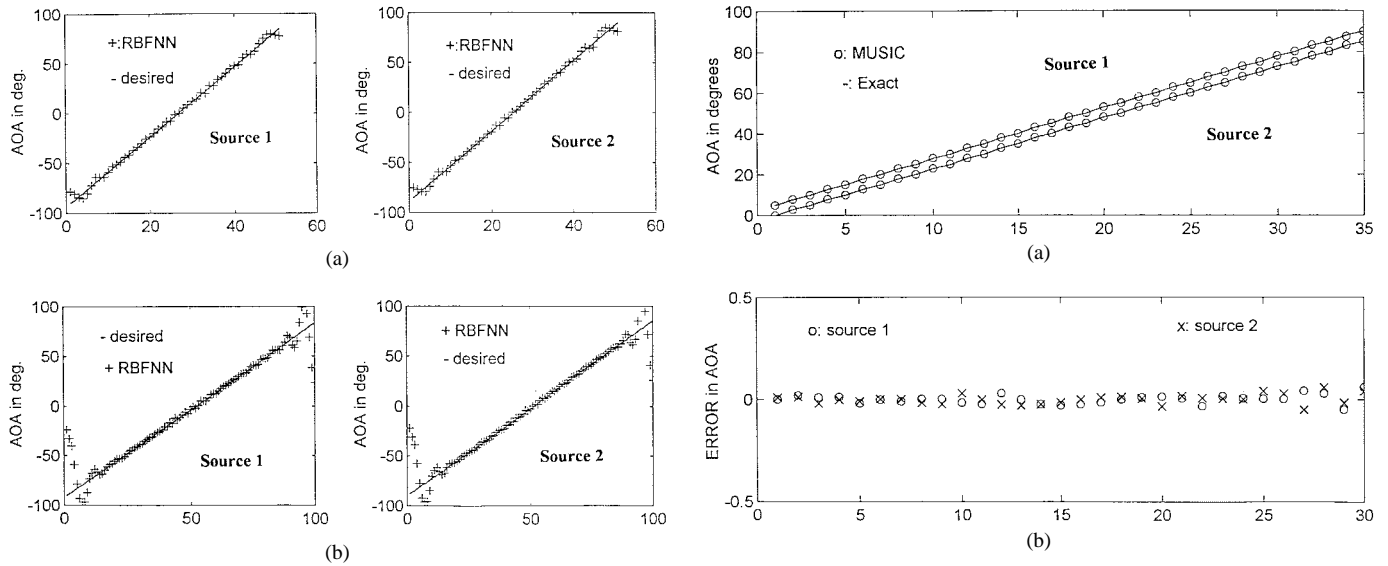 100
50
0
-50
-100
AOA in deg.
+:RBFNN
- desired
Source 1
0
20
40
60
100
50
0
-50
-100
AOA in deg.
+:RBFNN
- desired
Source 2
0
20
40
60
(a)
100
50
0
-50
-100
AOA in deg.
- desired
+ RBFNN
Source 1
0
50
100
100
50
0
-50
-100
AOA in deg.
+ RBFNN
- desired
Source 2
0
50
100
(b)
100
80
60
40
20
0
AOA in degrees
o: MUSIC
-: Exact
Source 1
Source 2
0
5
10
15
20
25
30
35
(a)
0.5
0
-0.5
ERROR in AOA
o: source 1
x: source 2
0
5
10
15
20
25
30
(b)